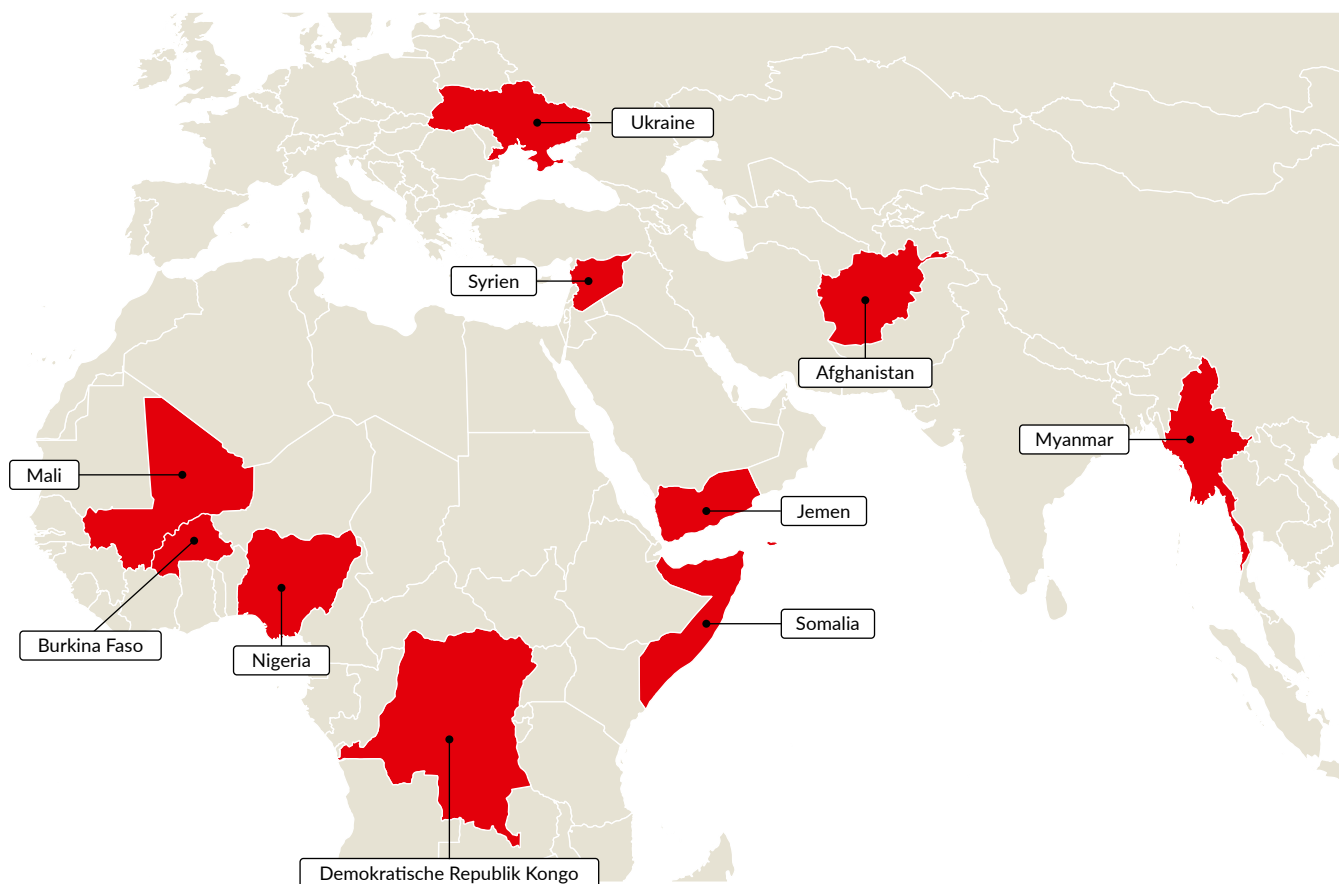 Ukraine
Syrien
Afghanistan
Myanmar
Mali
Jemen
Somalia
Burkina Faso
Nigeria
Demokratische Republik Kongo